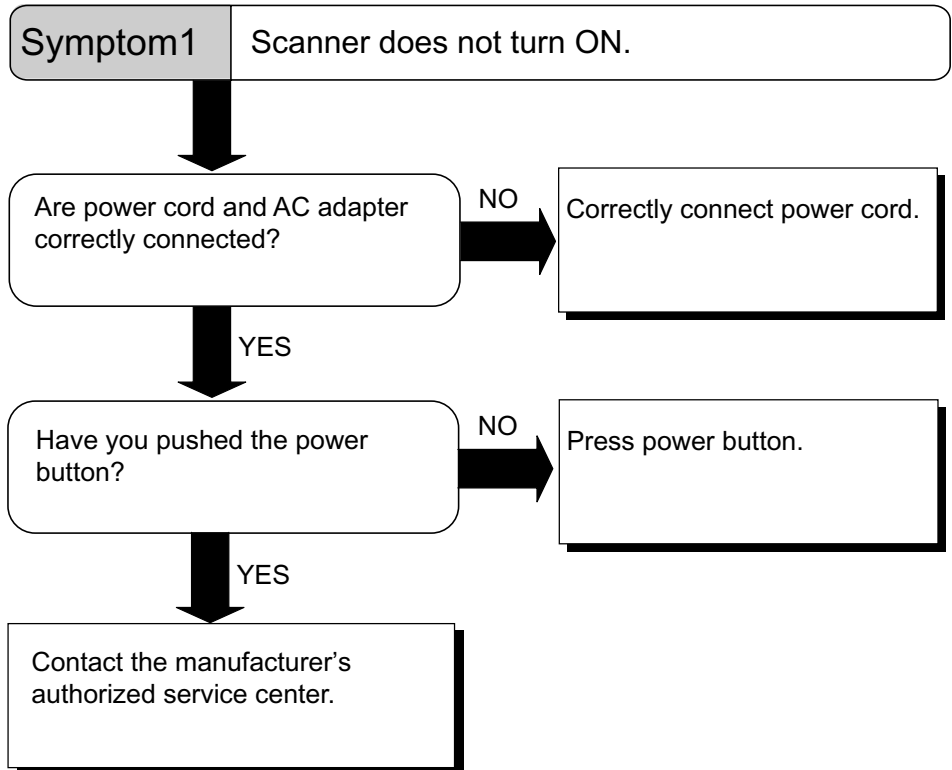 Symptom1
Scanner does not turn ON.
Are power cord and AC adapter
correctly connected?
NO
Correctly connect power cord.
YES
Have you pushed the power
button?
NO
Press power button.
YES
Contact the manufacturer’s
authorized service center.